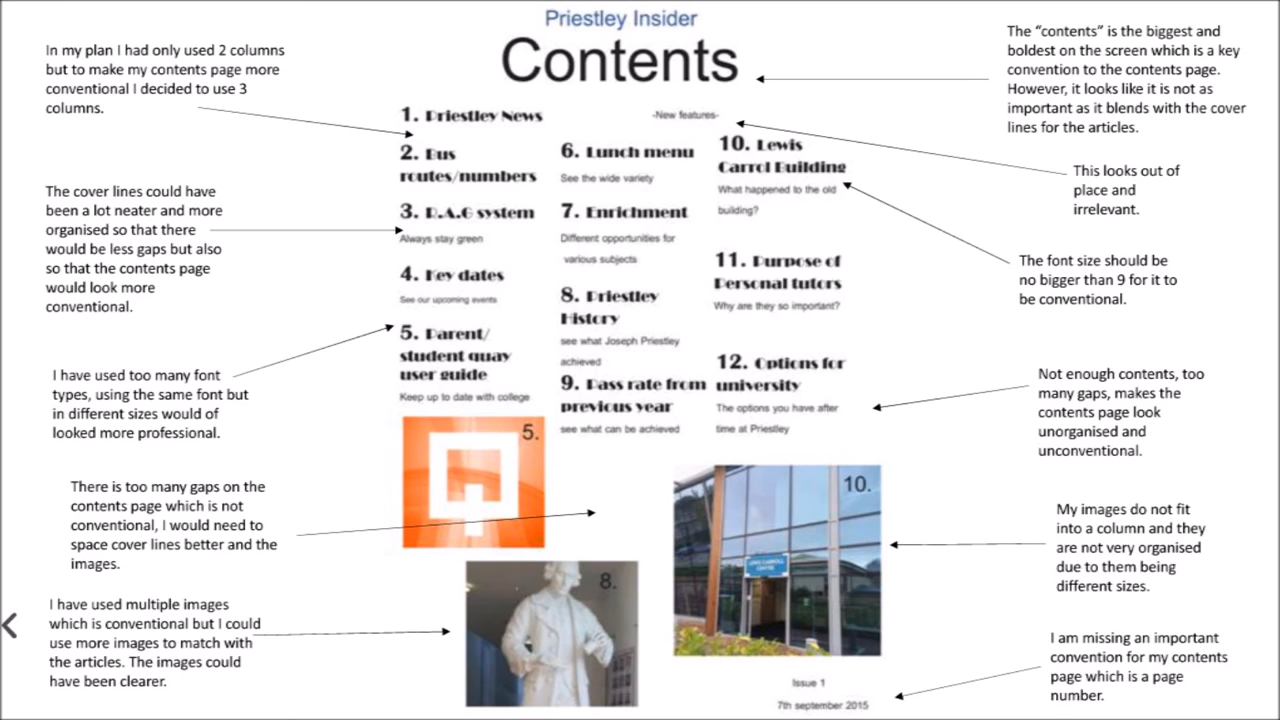 Priestley Insider
Contents
In my plan I had only used 2 columns
but to make my contents page more
conventional I decided to use 3
columns.
The cover lines could have
been a lot neater and more
organised so that there
would be less gaps but also
so that the contents page
would look more
conventional.
I have used too many font
types, using the same font but
in different sizes would of
looked more professional.
There is too many gaps on the
contents page which is not
conventional, I would need to
space cover lines better and the
images.
I have used multiple images
which is conventional but I could
use more images to match with
the articles. The images could
have been clearer.
1. Priestley News
2. Bus
routes/numbers
3. R.A.G system
Always stay green
4. Key dates
See our upcoming events
5. Parent/
student quay
user guide
Keep up to date with college
5.
8.
6. Lunch menu
See the wide variety
7. Enrichment
Different opportunities for
various subjects
8. Priestley
History
see what Joseph Priestley
achieved
9. Pass rate from
previous year
see what can be achieved
-New features-
10. Lewis
Carrol Building
What happened to the old
building?
11. Purpose of
Personal tutors
Why are they so important?
12. Options for
university
The options you have after
time at Priestley
10.
LEWIS CARROLL
CENTRE
Issue 1
7th september 2015
The “contents” is the biggest and
boldest on the screen which is a key
convention to the contents page.
However, it looks like it is not as
important as it blends with the cover
lines for the articles.
This looks out of
place and
irrelevant.
The font size should be
no bigger than 9 for it to
be conventional.
Not enough contents, too
many gaps, makes the
contents page look
unorganised and
unconventional.
My images do not fit
into a column and they
are not very organised
due to them being
different sizes.
I am missing an important
convention for my contents
page which is a page
number.